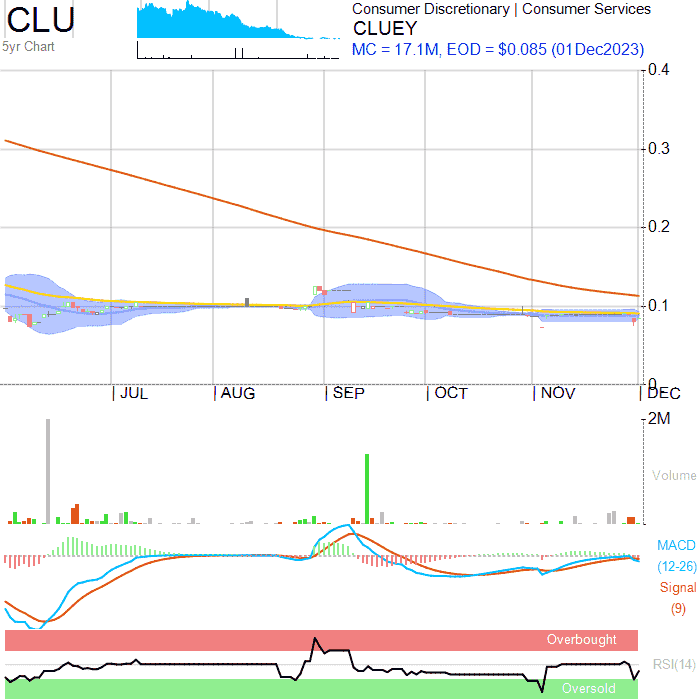 CLU
5yr Chart
Consumer Discretionary | Consumer Services
CLUEY
MC = 17.1M, EOD = $0.085 (01Dec2023)
0.4
0.3
0.2
0.1
0
JUL
AUG
SEP
OCT
NOV
DEC
2M
Volume
MACD
(12-26)
Signal
(9)
Overbought
RSI(14)
Oversold